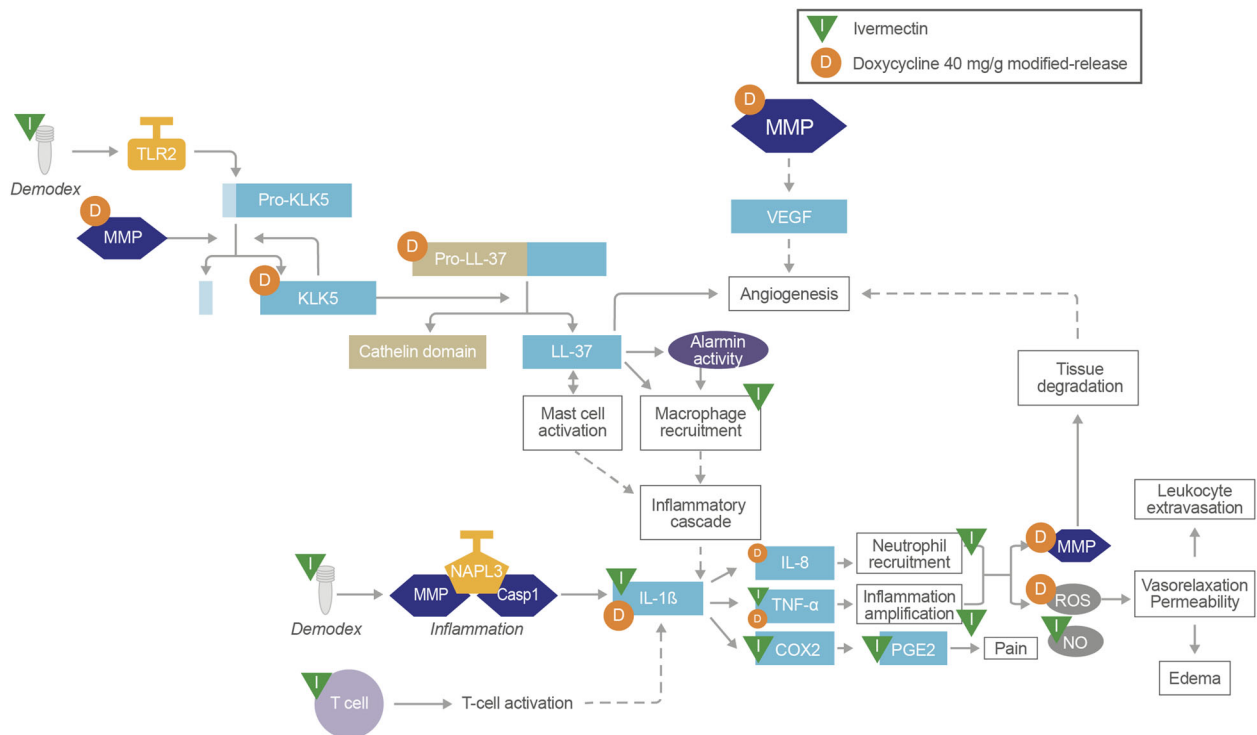 I
Ivermectin
D
Doxycycline 40 mg/g modified-release
D
MMP
I
TLR2
Demodex
Pro-KLK5
VEGF
D
MMP
D
Pro-LL-37
D
KLK5
Angiogenesis
Cathelin domain
LL-37
Alarmin
activity
Tissue
degradation
Mast cell
activation
I
Macrophage
recruitment
Inflammatory
cascade
Leukocyte
extravasation
I
NAPL3
MMP
Casp1
Demodex
Inflammation
I
D
IL-1ß
D
IL-8
Neutrophil
recruitment
I
D
MMP
I
D
TNF-α
Inflammation
amplification
I
D
ROS
Vasorelaxation
Permeability
I
COX2
I
PGE2
Pain
I
NO
Edema
I
T cell
T-cell activation